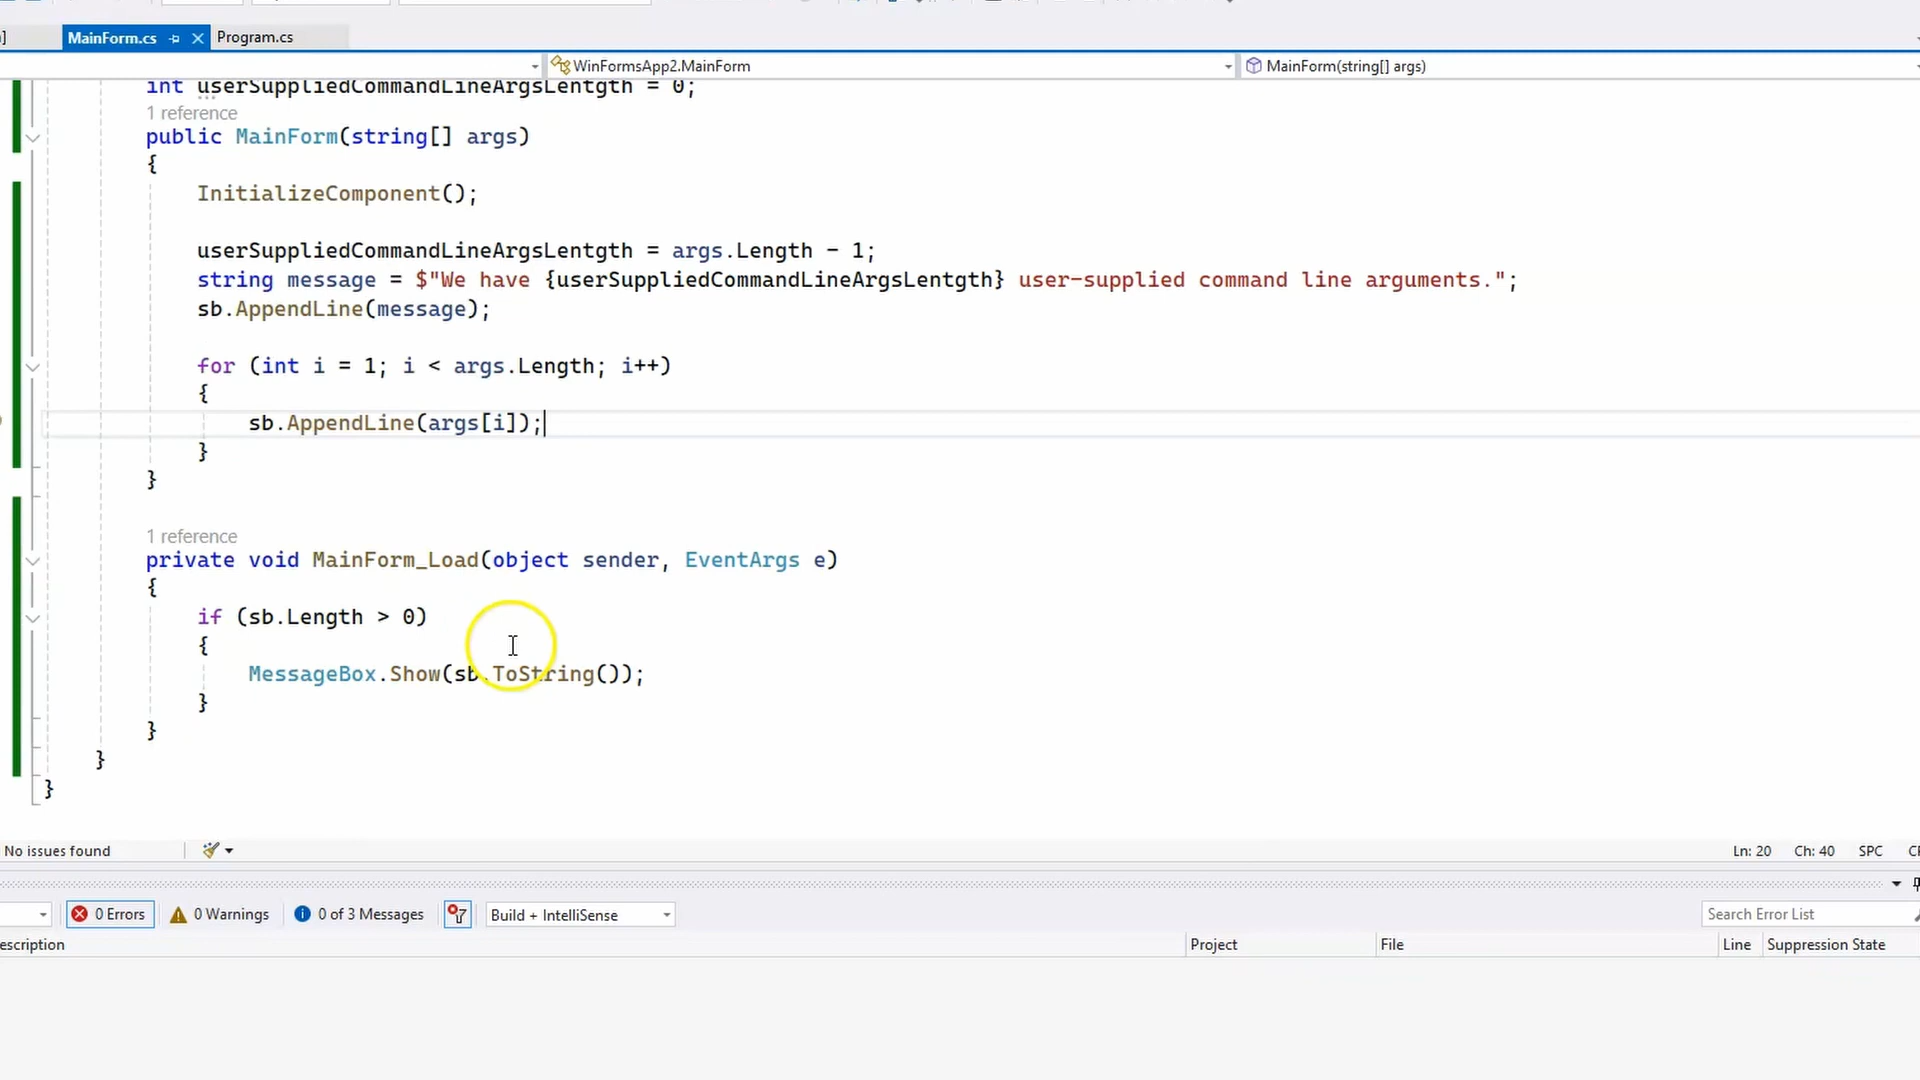 ]
MainForm.cs
Program.cs
WinFormsApp2.MainForm
MainForm(string[] args)
int userSuppliedCommandLineArgsLentgth = 0;
1 reference
public MainForm(string[] args)
{
InitializeComponent();
userSuppliedCommandLineArgsLentgth = args.Length - 1;
string message = $"We have {userSuppliedCommandLineArgsLentgth} user-supplied command line arguments.";
sb.AppendLine(message);
for (int i = 1; i < args.Length; i++)
{
sb.AppendLine(args[i]);
}
}
1 reference
private void MainForm_Load(object sender, EventArgs e)
{
if (sb.Length > 0)
{
MessageBox.Show(sb.ToString());
}
}
}
}
No issues found
Ln: 20 Ch: 40 SPC
0 Errors 0 Warnings 0 of 3 Messages Build + IntelliSense Search Error List
escription Project File Line Suppression State